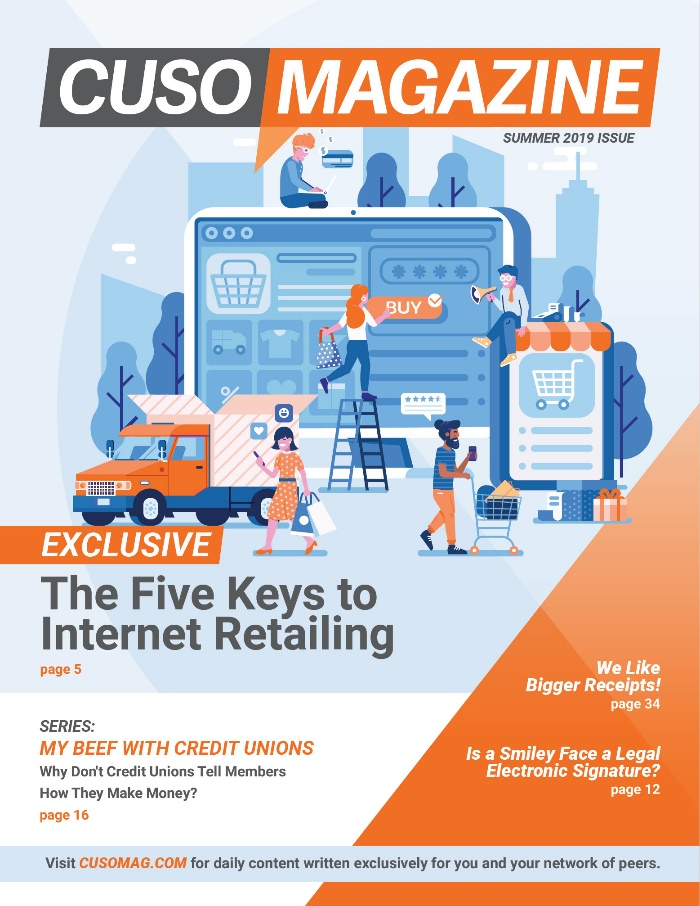 CUSO MAGAZINE
SUMMER 2019 ISSUE
$
$
****
BUY
%
EXCLUSIVE
The Five Keys to
Internet Retailing
page 5
We Like
Bigger Receipts!
page 34
SERIES:
MY BEEF WITH CREDIT UNIONS
Why Don't Credit Unions Tell Members
How They Make Money?
page 16
Is a Smiley Face a Legal
Electronic Signature?
page 12
Visit CUSOMAG.COM for daily content written exclusively for you and your network of peers.